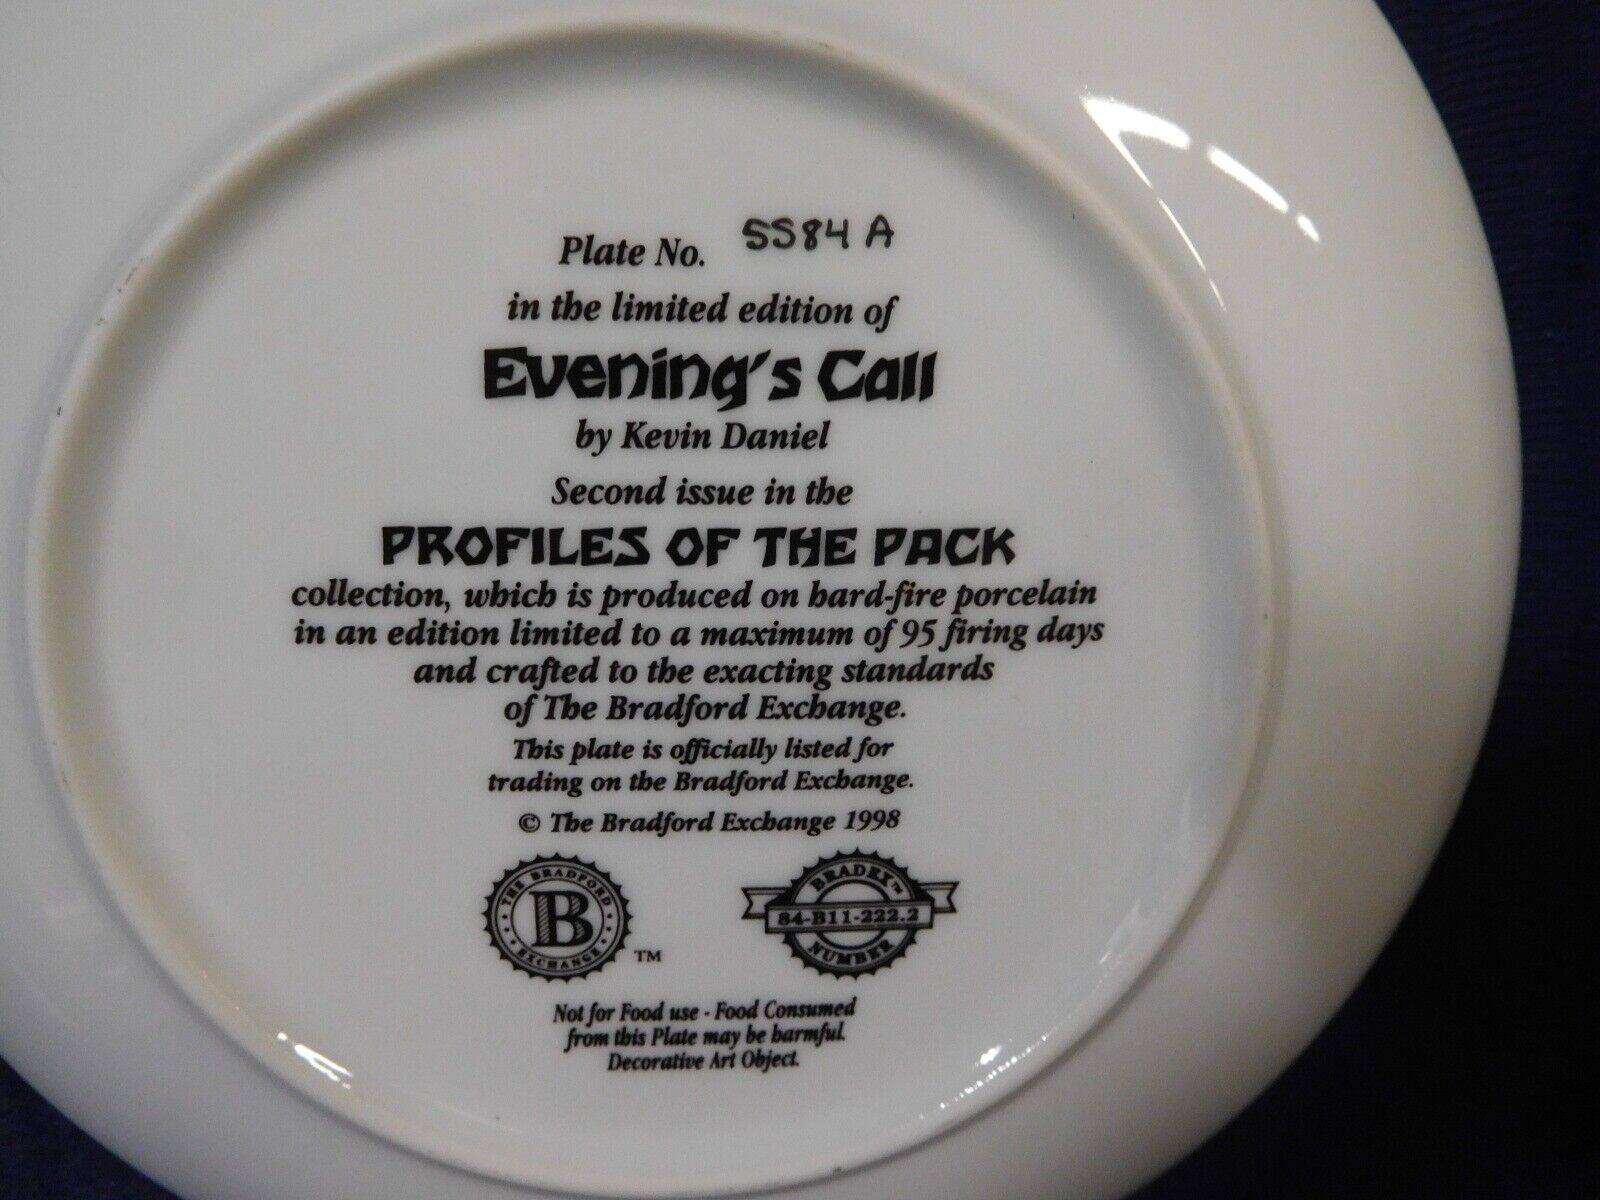 Plate No. 5584 A
in the limited edition of
Evening's Call
by Kevin Daniel
Second issue in the
PROFILES OF THE PACK
collection, which is produced on hard-fire porcelain
in an edition limited to a maximum of 95 firing days
and crafted to the exacting standards
of The Bradford Exchange.
This plate is officially listed for
trading on the Bradford Exchange.
© The Bradford Exchange 1998
THE BRADFORD
B
EXCHANGE
TM
BRADEX™
84-B11-222.2
NUMBER
Not for Food use - Food Consumed
from this Plate may be harmful.
Decorative Art Object.